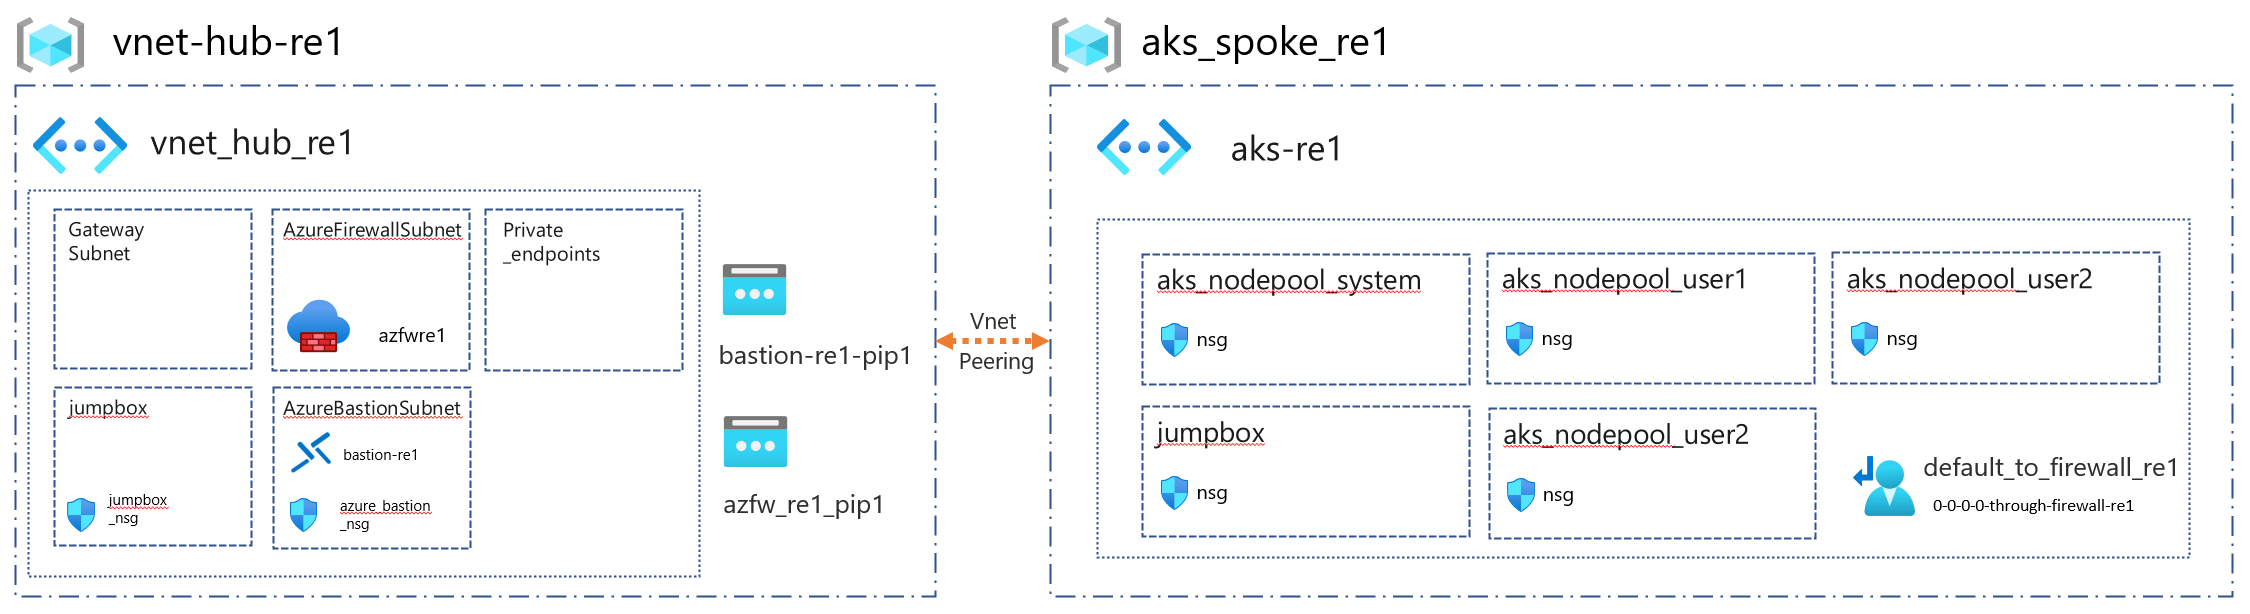 vnet-hub-re1
vnet_hub_re1
Gateway
Subnet
AzureFirewallSubnet
azfwre1
Private
_endpoints
jumpbox
jumpbox
_nsg
AzureBastionSubnet
bastion-re1
azure_bastion
_nsg
bastion-re1-pip1
azfw_re1_pip1
Vnet
Peering
aks_spoke_re1
aks-re1
aks_nodepool_system
nsg
aks_nodepool_user1
nsg
aks_nodepool_user2
nsg
jumpbox
nsg
aks_nodepool_user2
nsg
default_to_firewall_re1
0-0-0-0-through-firewall-re1